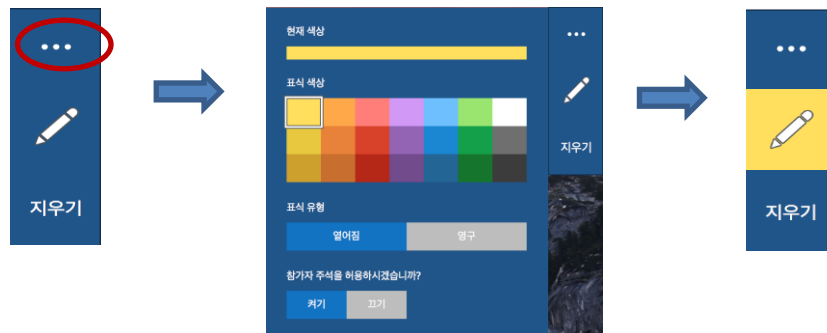 지우기
현재 색상
표식 색상
표식 유형
옅어짐
영구
참가자 주석을 허용하시겠습니까?
켜기
끄기
지우기
지우기